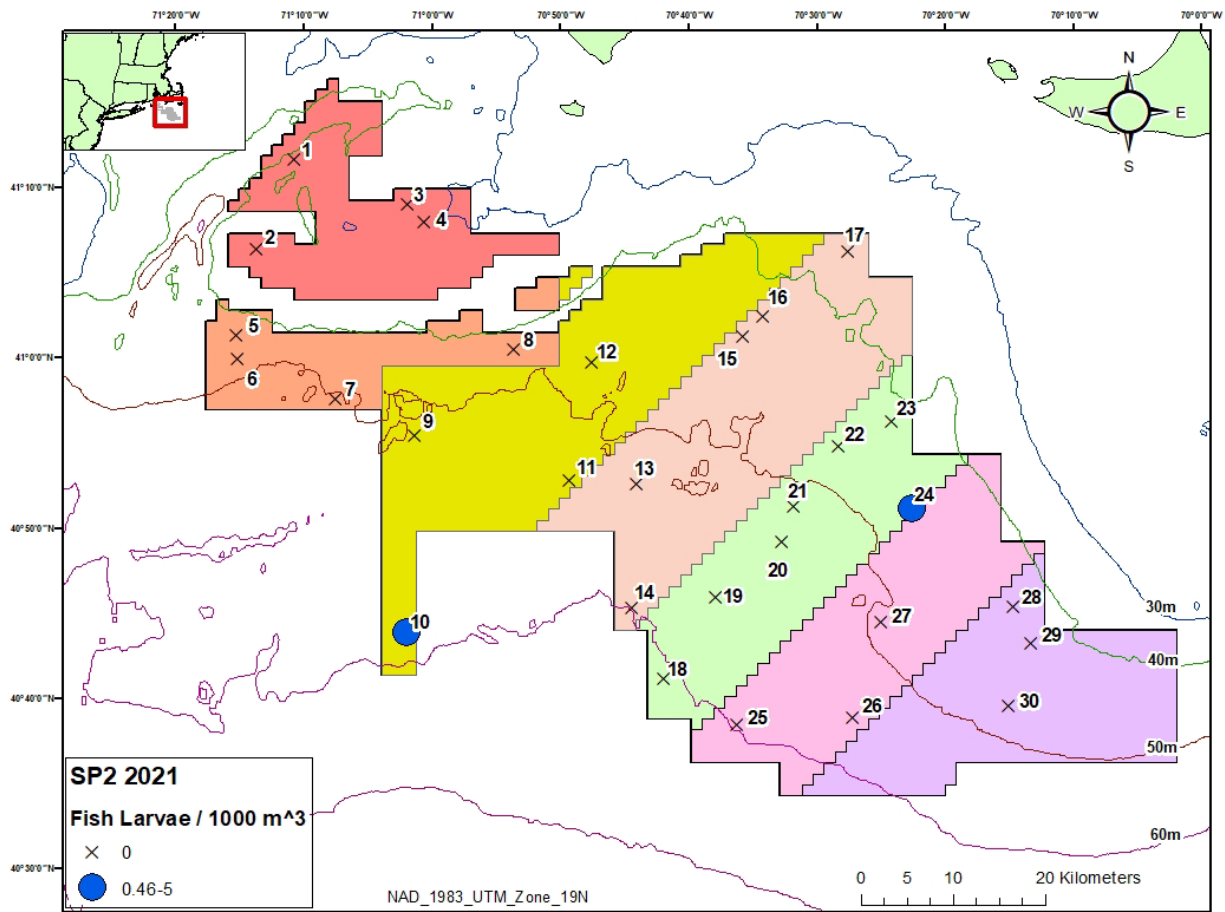 71°20'0"W 71°10'0"W 71°0'0"W 70°50'0"W 70°40'0"W 70°30'0"W 70°20'0"W 70°10'0"W 70°0'0"W
N
W E
S
1
41°10'0"N
3
4
2
17
16
5
15
8
41°0'0"N
12
6
7
23
9
22
11
13
21
24
40°50'0"N
20
14
19
28
30m
10
27
29
40m
18
40°40'0"N
30
25
26
50m
SP2 2021
60m
Fish Larvae / 1000 m^3
0
0.46-5
40°30'0"N
0 5 10 20 Kilometers
NAD_1983_UTM_Zone_19N